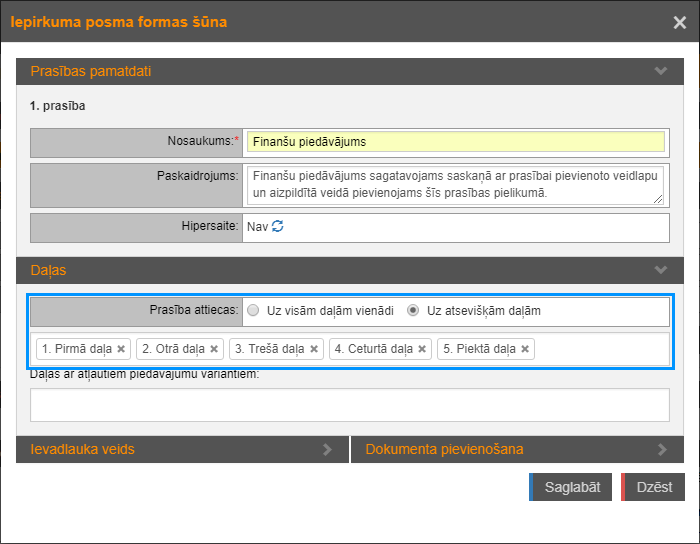 Iepirkuma posma formas šūna
Prasības pamatdati
1. prasība
Nosaukums:* Finanšu piedāvājums
Paskaidrojums: Finanšu piedāvājums sagatavojams saskaņā ar prasībai pievienoto veidlapu
un aizpildītā veidā pievienojams šīs prasības pielikumā.
Hipersaite: Nav
Daļas
Prasība attiecas: Uz visām daļām vienādi Uz atsevišķām daļām
1. Pirmā daļa × 2. Otrā daļa × 3. Trešā daļa × 4. Ceturtā daļa × 5. Piektā daļa ×
Daļas ar atļautiem piedāvājumu variantiem:
Ievadlauka veids Dokumenta pievienošana
Saglabāt Dzēst